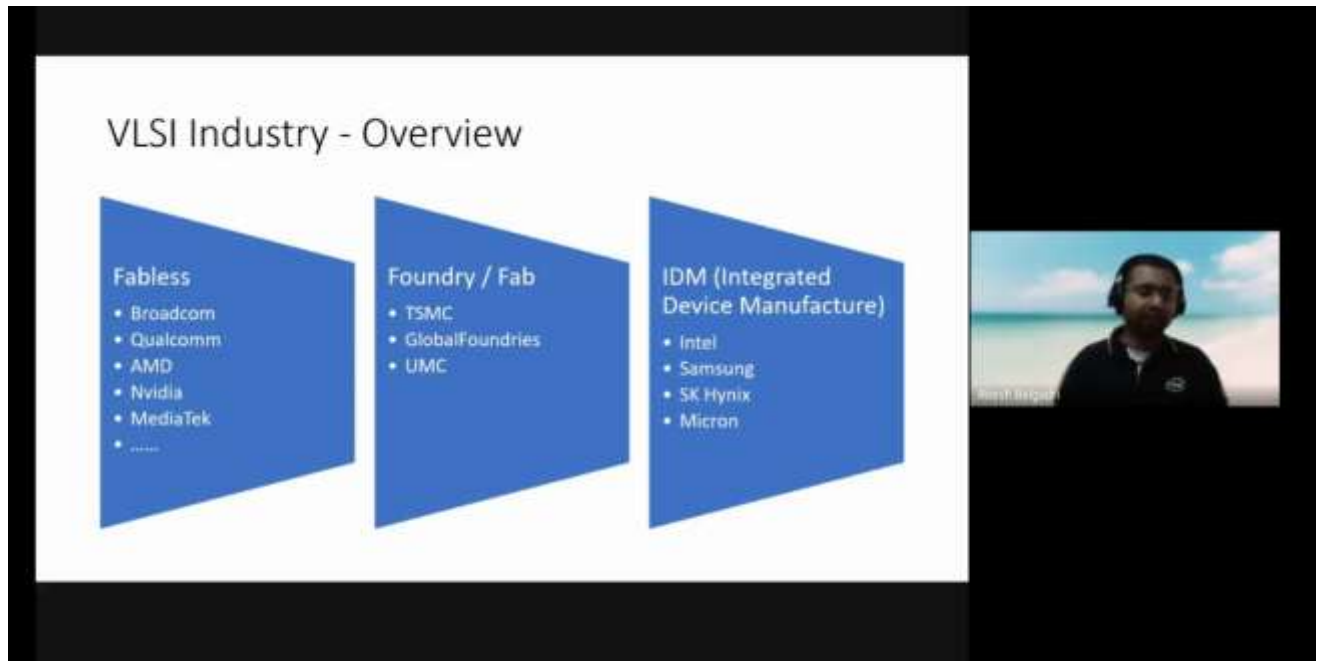 VLSI Industry - Overview
Fabless
• Broadcom
• Qualcomm
• AMD
• Nvidia
• MediaTek
• ......
Foundry / Fab
• TSMC
• GlobalFoundries
• UMC
IDM (Integrated
Device Manufacture)
• Intel
• Samsung
• SK Hynix
• Micron